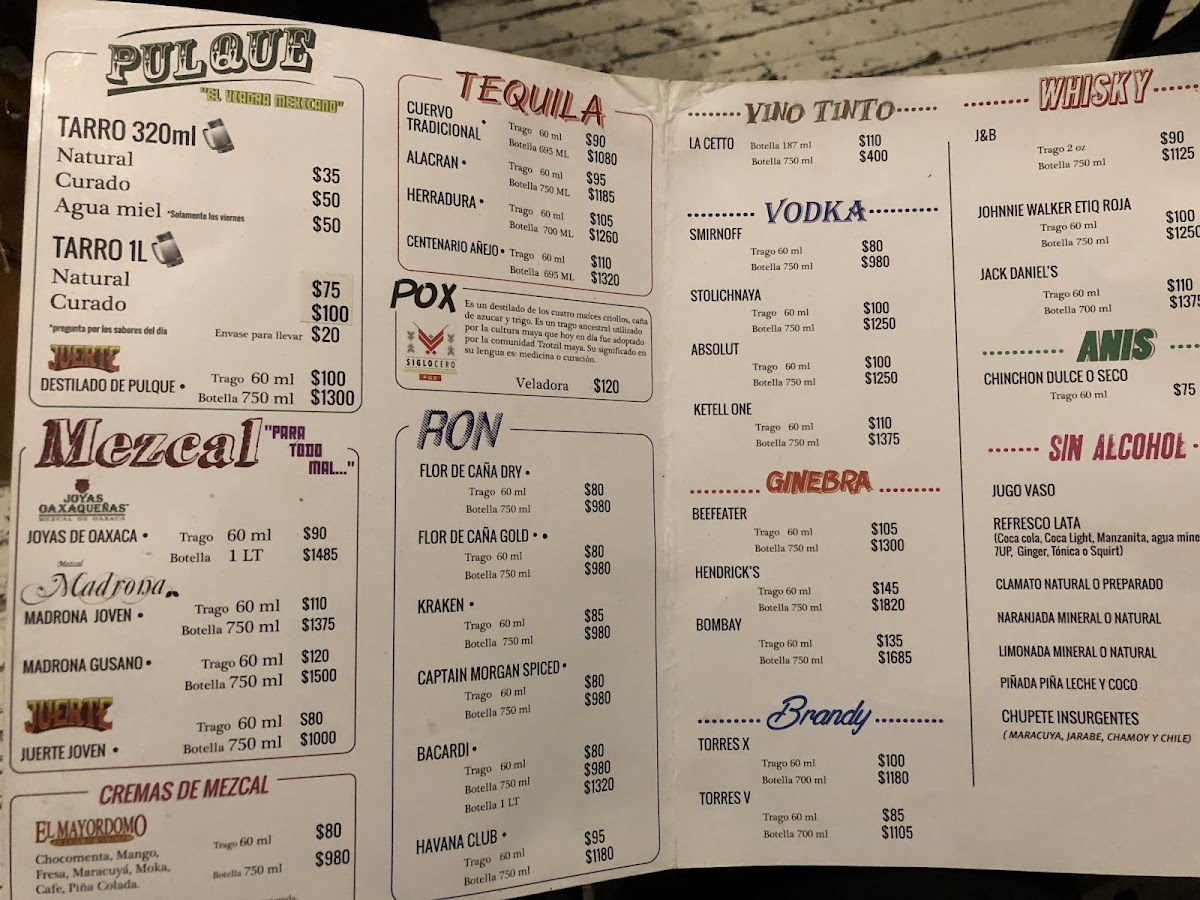 PULQUE
"EL VIAGRA MEXICANO"
TARRO 320ml
Natural $35
Curado $50
Agua miel *Solamente los viernes $50
TARRO 1L
Natural $75
Curado $100
*pregunta por los sabores del día Envase para llevar $20
JUERTE
DESTILADO DE PULQUE • Trago 60 ml $100
Botella 750 ml $1300
Mezcal "PARA TODO MAL..."
JOYAS OAXAQUEÑAS
MEZCAL DE OAXACA
JOYAS DE OAXACA • Trago 60 ml $90
Botella 1 LT $1485
Mezcal
Madrona
MADRONA JOVEN • Trago 60 ml $110
Botella 750 ml $1375
MADRONA GUSANO • Trago 60 ml $120
Botella 750 ml $1500
JUERTE
JUERTE JOVEN • Trago 60 ml $80
Botella 750 ml $1000
CREMAS DE MEZCAL
EL MAYORDOMO
Trago 60 ml $80
Chocomenta, Mango,
Fresa, Maracuyá, Moka, Botella 750 ml $980
Cafe, Piña Colada.
TEQUILA
CUERVO TRADICIONAL • Trago 60 ml $90
Botella 695 ML $1080
ALACRAN • Trago 60 ml $95
Botella 750 ML $1185
HERRADURA • Trago 60 ml $105
Botella 700 ML $1260
CENTENARIO AÑEJO • Trago 60 ml $110
Botella 695 ML $1320
POX
Es un destilado de los cuatro maíces criollos, caña
de azucar y trigo. Es un trago ancestral utilizado
por la cultura maya que hoy en día fue adoptado
por la comunidad Tzotzil maya. Su significado en
su lengua es: medicina o curación.
SIGLO CERO
POX
Veladora $120
RON
FLOR DE CAÑA DRY •
Trago 60 ml $80
Botella 750 ml $980
FLOR DE CAÑA GOLD • •
Trago 60 ml $80
Botella 750 ml $980
KRAKEN •
Trago 60 ml $85
Botella 750 ml $980
CAPTAIN MORGAN SPICED •
Trago 60 ml $80
Botella 750 ml $980
BACARDI •
Trago 60 ml $80
Botella 750 ml $980
Botella 1 LT $1320
HAVANA CLUB •
Trago 60 ml $95
Botella 750 ml $1180
VINO TINTO
LA CETTO Botella 187 ml $110
Botella 750 ml $400
VODKA
SMIRNOFF
Trago 60 ml $80
Botella 750 ml $980
STOLICHNAYA
Trago 60 ml $100
Botella 750 ml $1250
ABSOLUT
Trago 60 ml $100
Botella 750 ml $1250
KETELL ONE
Trago 60 ml $110
Botella 750 ml $1375
GINEBRA
BEEFEATER
Trago 60 ml $105
Botella 750 ml $1300
HENDRICK'S
Trago 60 ml $145
Botella 750 ml $1820
BOMBAY
Trago 60 ml $135
Botella 750 ml $1685
Brandy
TORRES X
Trago 60 ml $100
Botella 700 ml $1180
TORRES V
Trago 60 ml $85
Botella 700 ml $1105
WHISKY
J&B
Trago 2 oz $90
Botella 750 ml $1125
JOHNNIE WALKER ETIQ ROJA
Trago 60 ml $100
Botella 750 ml $1250
JACK DANIEL'S
Trago 60 ml $110
Botella 700 ml $1375
ANIS
CHINCHON DULCE O SECO
Trago 60 ml $75
SIN ALCOHOL
JUGO VASO
REFRESCO LATA
(Coca cola, Coca Light, Manzanita, agua mine
7UP, Ginger, Tónica o Squirt)
CLAMATO NATURAL O PREPARADO
NARANJADA MINERAL O NATURAL
LIMONADA MINERAL O NATURAL
PIÑADA PIÑA LECHE Y COCO
CHUPETE INSURGENTES
( MARACUYA, JARABE, CHAMOY Y CHILE)